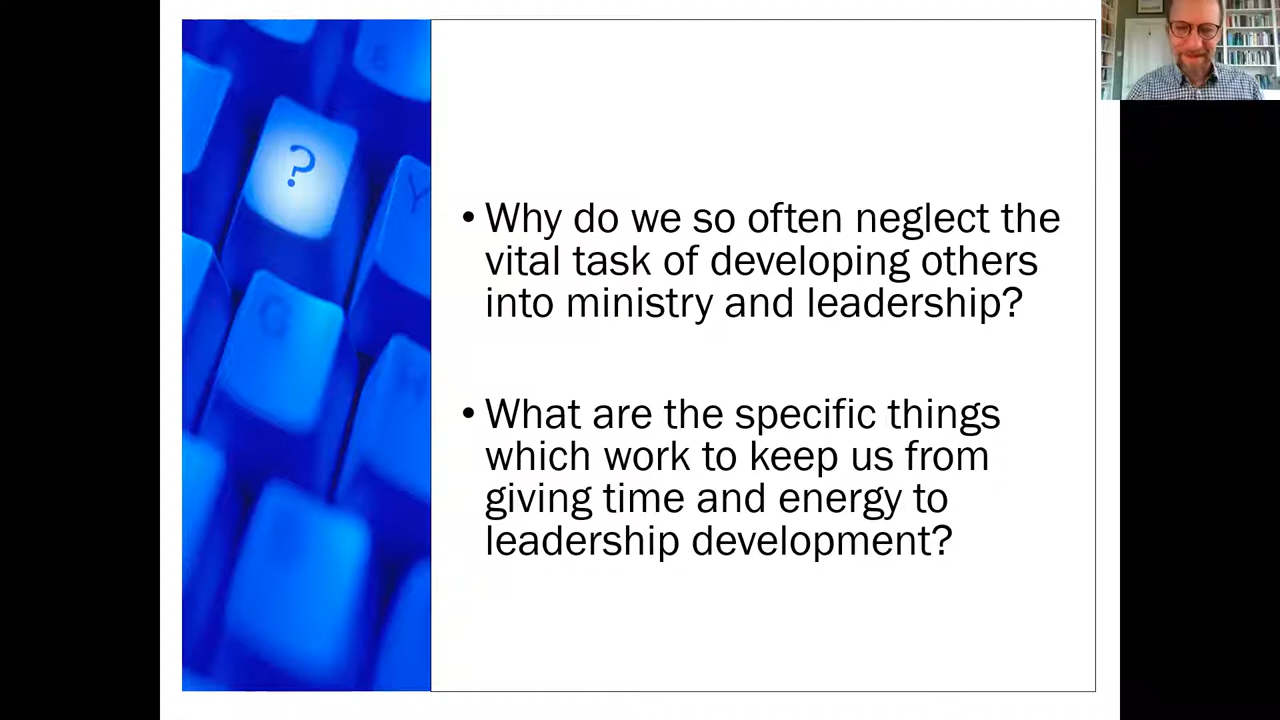 ?
Y
G
• Why do we so often neglect the
vital task of developing others
into ministry and leadership?
• What are the specific things
which work to keep us from
giving time and energy to
leadership development?